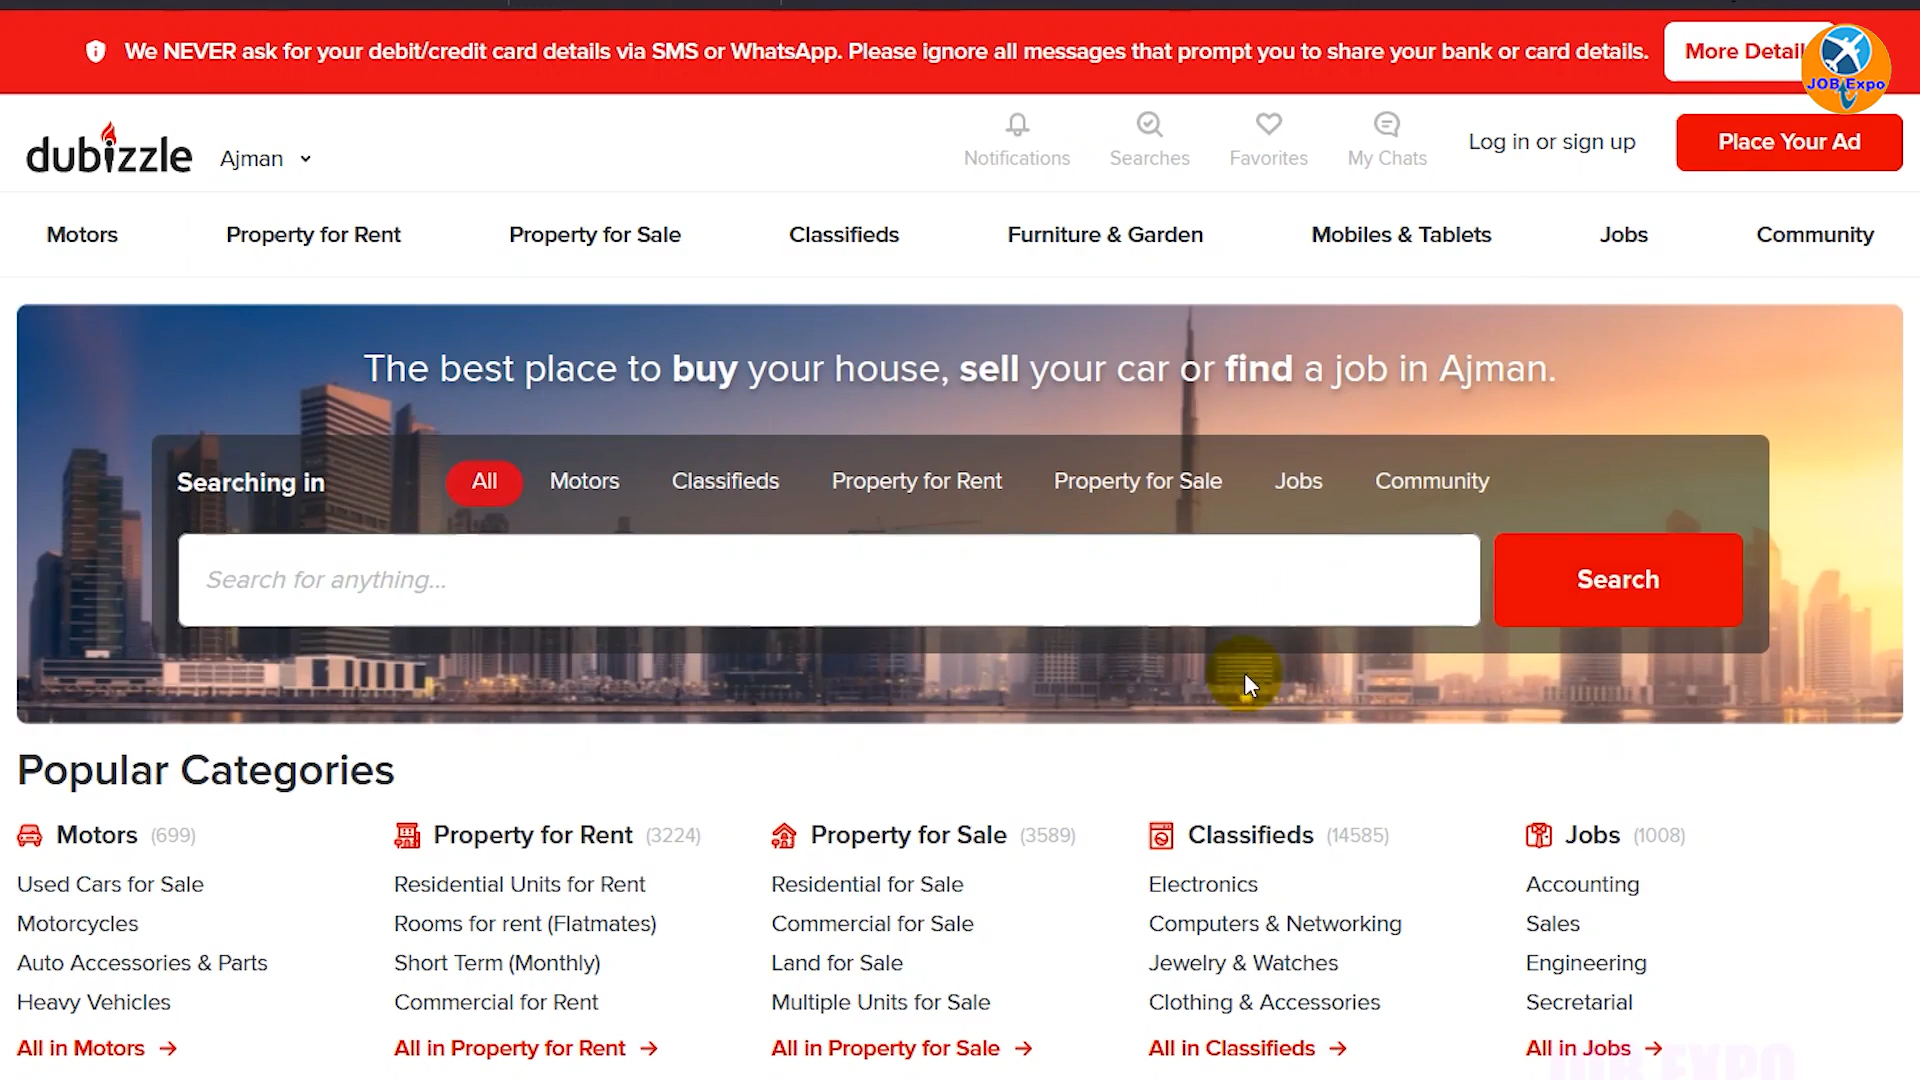 We NEVER ask for your debit/credit card details via SMS or WhatsApp. Please ignore all messages that prompt you to share your bank or card details.
More Detail
JOB Expo
dubizzle
Ajman
Notifications
Searches
Favorites
My Chats
Log in or sign up
Place Your Ad
Motors
Property for Rent
Property for Sale
Classifieds
Furniture & Garden
Mobiles & Tablets
Jobs
Community
The best place to buy your house, sell your car or find a job in Ajman.
Searching in
All
Motors
Classifieds
Property for Rent
Property for Sale
Jobs
Community
Search for anything...
Search
Popular Categories
Motors (699)
Used Cars for Sale
Motorcycles
Auto Accessories & Parts
Heavy Vehicles
All in Motors
Property for Rent (3224)
Residential Units for Rent
Rooms for rent (Flatmates)
Short Term (Monthly)
Commercial for Rent
All in Property for Rent
Property for Sale (3589)
Residential for Sale
Commercial for Sale
Land for Sale
Multiple Units for Sale
All in Property for Sale
Classifieds (14585)
Electronics
Computers & Networking
Jewelry & Watches
Clothing & Accessories
All in Classifieds
Jobs (1008)
Accounting
Sales
Engineering
Secretarial
All in Jobs